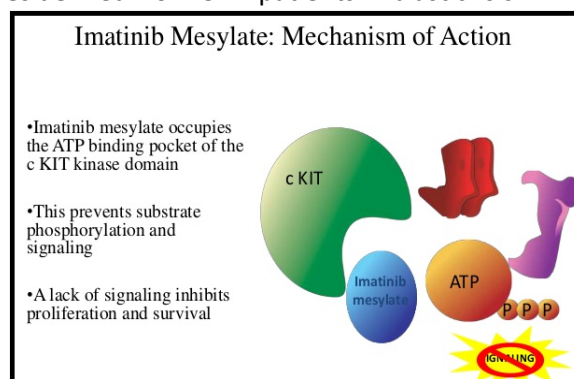 Imatinib Mesylate: Mechanism of Action
•Imatinib mesylate occupies
the ATP binding pocket of the
c KIT kinase domain
•This prevents substrate
phosphorylation and
signaling
•A lack of signaling inhibits
proliferation and survival
c KIT
Imatinib
mesylate
ATP
P P P
IGNALING